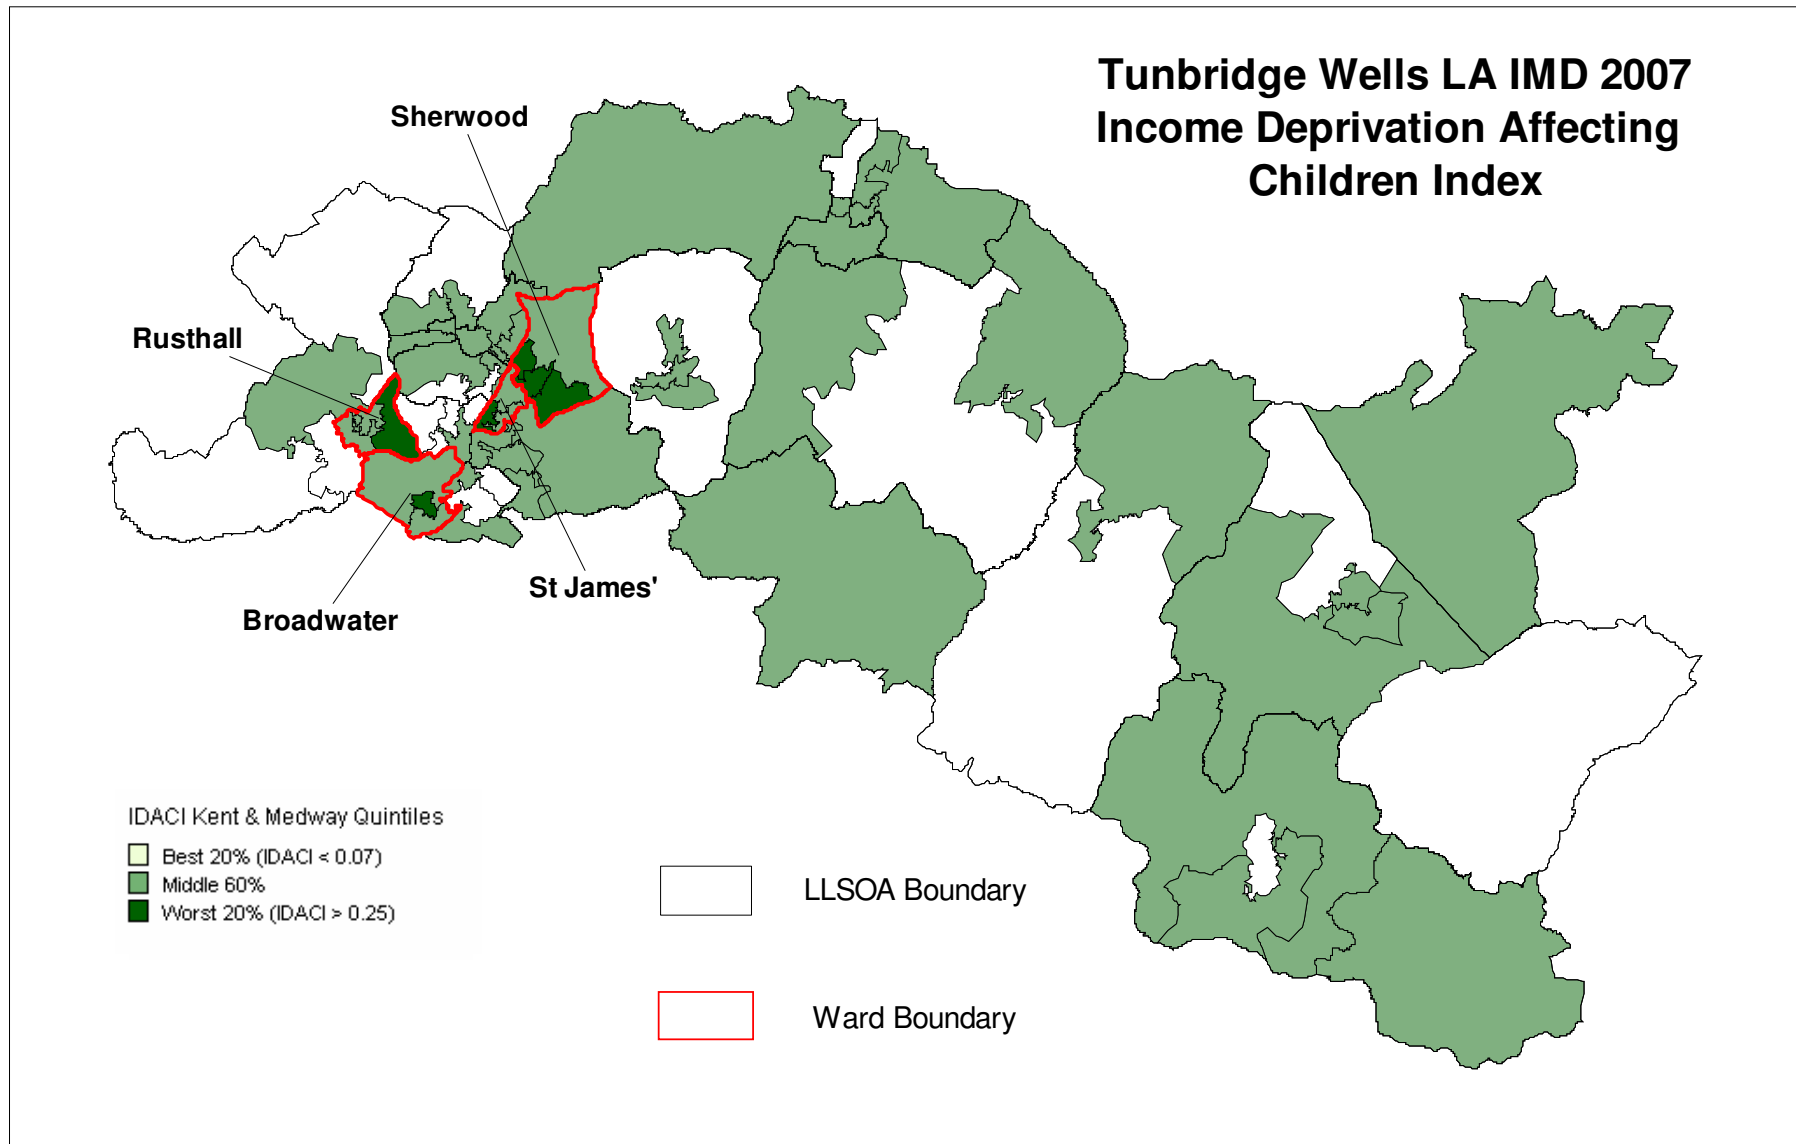 Tunbridge Wells LA IMD 2007
Income Deprivation Affecting
Children Index
Sherwood
Rusthall
St James'
Broadwater
IDACI Kent & Medway Quintiles
Best 20% (IDACI < 0.07)
Middle 60%
Worst 20% (IDACI > 0.25)
LLSOA Boundary
Ward Boundary